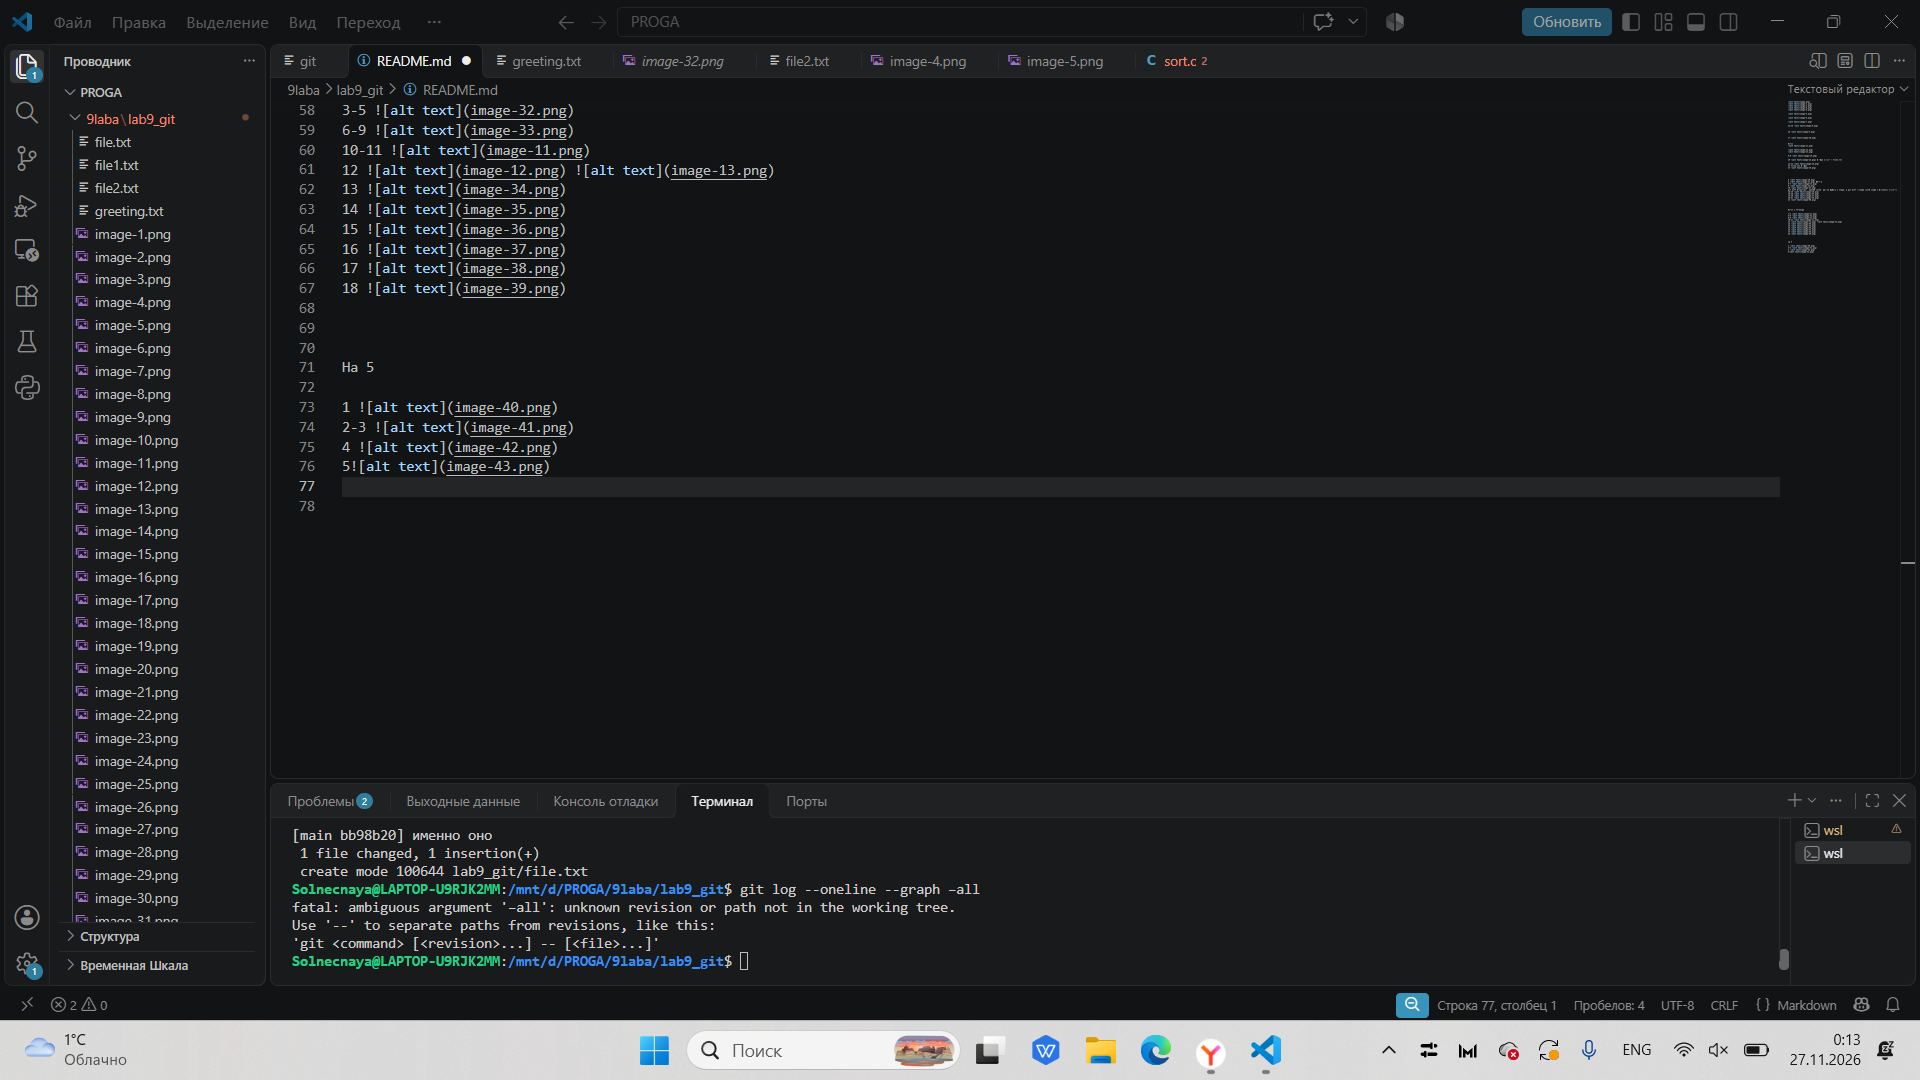 Файл Правка Выделение Вид Переход ··· PROGA Обновить
Проводник ···
PROGA
9laba\lab9_git
file.txt
file1.txt
file2.txt
greeting.txt
image-1.png
image-2.png
image-3.png
image-4.png
image-5.png
image-6.png
image-7.png
image-8.png
image-9.png
image-10.png
image-11.png
image-12.png
image-13.png
image-14.png
image-15.png
image-16.png
image-17.png
image-18.png
image-19.png
image-20.png
image-21.png
image-22.png
image-23.png
image-24.png
image-25.png
image-26.png
image-27.png
image-28.png
image-29.png
image-30.png
image-31.png
Структура
Временная Шкала
git README.md greeting.txt image-32.png file2.txt image-4.png image-5.png C sort.c 2
9laba > lab9_git > README.md
Текстовый редактор
58 3-5 ![alt text](image-32.png)
59 6-9 ![alt text](image-33.png)
60 10-11 ![alt text](image-11.png)
61 12 ![alt text](image-12.png) ![alt text](image-13.png)
62 13 ![alt text](image-34.png)
63 14 ![alt text](image-35.png)
64 15 ![alt text](image-36.png)
65 16 ![alt text](image-37.png)
66 17 ![alt text](image-38.png)
67 18 ![alt text](image-39.png)
68
69
70
71 На 5
72
73 1 ![alt text](image-40.png)
74 2-3 ![alt text](image-41.png)
75 4 ![alt text](image-42.png)
76 5![alt text](image-43.png)
77
78
Проблемы 2 Выходные данные Консоль отладки Терминал Порты
[main bb98b20] именно оно
1 file changed, 1 insertion(+)
create mode 100644 lab9_git/file.txt
Solnecnaya@LAPTOP-U9RJK2MM:/mnt/d/PROGA/9laba/lab9_git$ git log --oneline --graph –all
fatal: ambiguous argument '–all': unknown revision or path not in the working tree.
Use '--' to separate paths from revisions, like this:
'git <command> [<revision>...] -- [<file>...]'
Solnecnaya@LAPTOP-U9RJK2MM:/mnt/d/PROGA/9laba/lab9_git$
wsl
wsl
2 0 Строка 77, столбец 1 Пробелов: 4 UTF-8 CRLF { } Markdown
1°C
Облачно
Поиск
ENG
0:13
27.11.2026